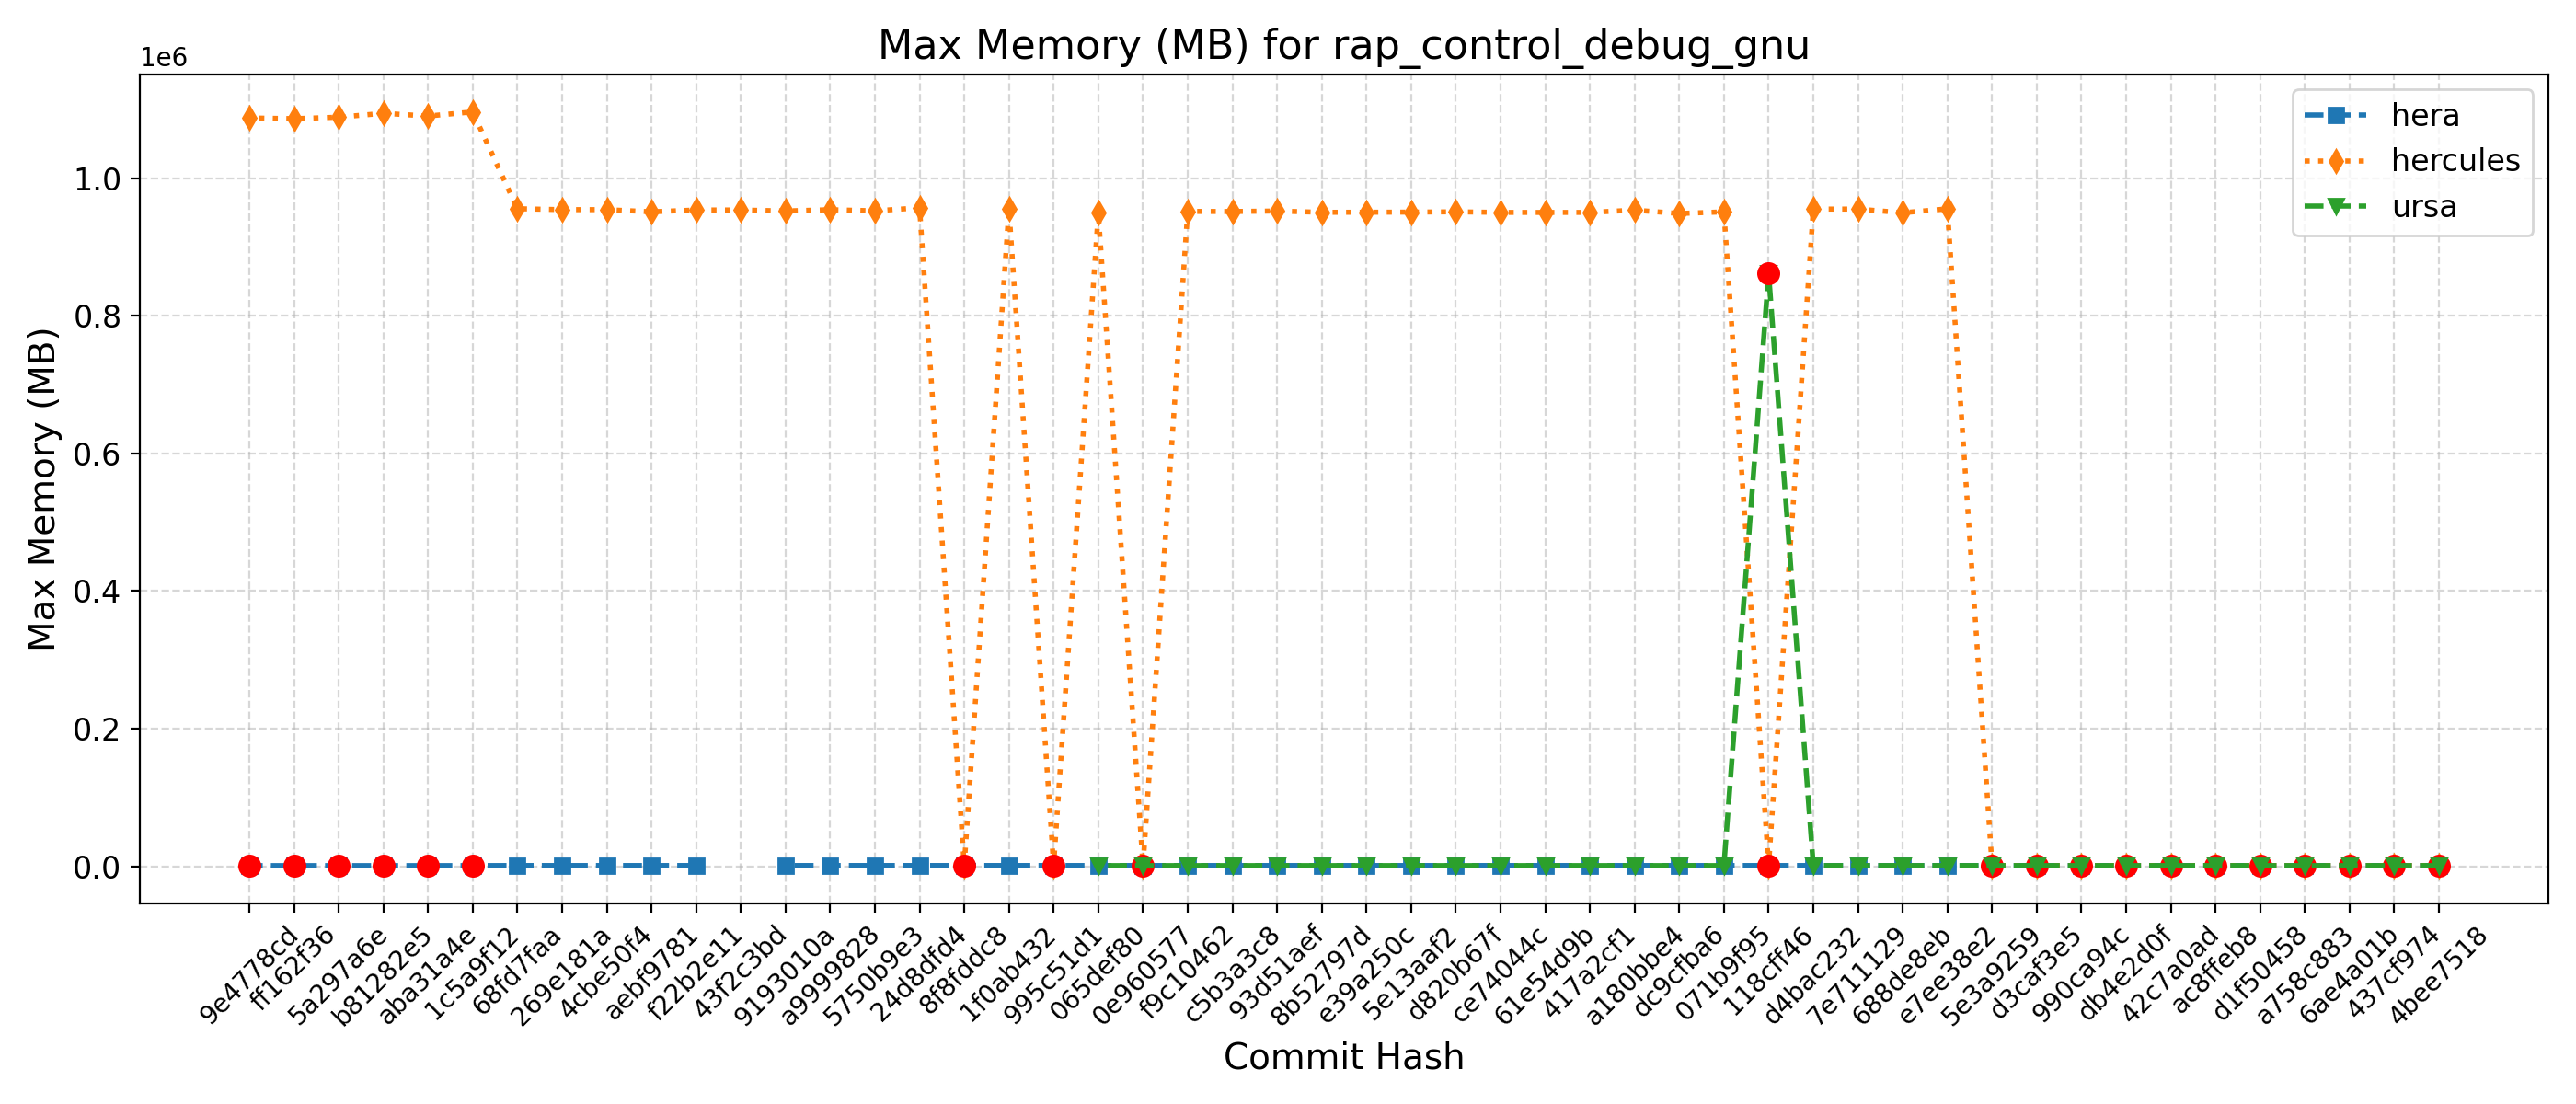 Max Memory (MB) for rap_control_debug_gnu
1e6
hera
hercules
ursa
Max Memory (MB)
1.0
0.8
0.6
0.4
0.2
0.0
9e4778cd
ff162f36
5a297a6e
b81282e5
aba31a4e
1c5a9f12
68fd7faa
269e181a
4cbe50f4
aebf9781
f22b2e11
43f2c3bd
9193010a
a9999828
5750b9e3
24d8dfd4
8f8fddc8
1f0ab432
995c51d1
065def80
0e960577
f9c10462
c5b3a3c8
93d51aef
8b52797d
e39a250c
5e13aaf2
d820b67f
ce74044c
61e54d9b
417a2cf1
a180bbe4
dc9cfba6
071b9f95
118cff46
d4bac232
7e711129
688de8eb
e7ee38e2
5e3a9259
d3caf3e5
990ca94c
db4e2d0f
42c7a0ad
ac8ffeb8
d1f50458
a758c883
6ae4a01b
437cf974
4bee7518
Commit Hash